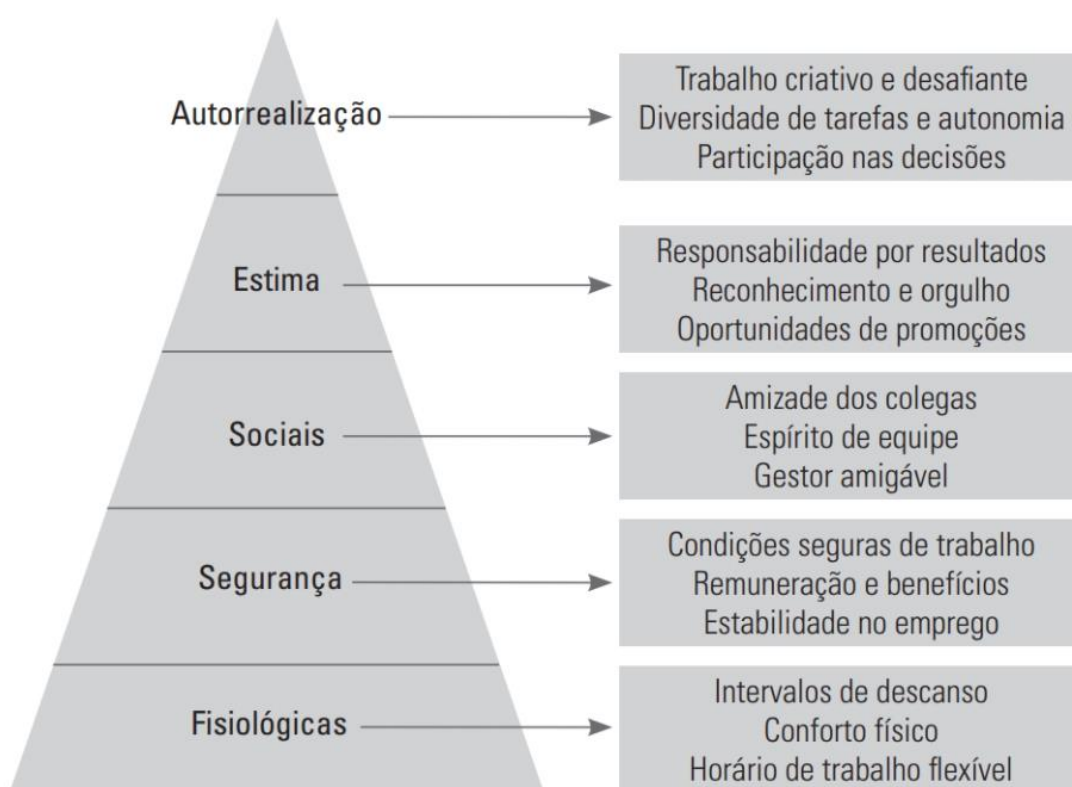 Autorrealização
Trabalho criativo e desafiante
Diversidade de tarefas e autonomia
Participação nas decisões
Estima
Responsabilidade por resultados
Reconhecimento e orgulho
Oportunidades de promoções
Sociais
Amizade dos colegas
Espírito de equipe
Gestor amigável
Segurança
Condições seguras de trabalho
Remuneração e benefícios
Estabilidade no emprego
Fisiológicas
Intervalos de descanso
Conforto físico
Horário de trabalho flexível